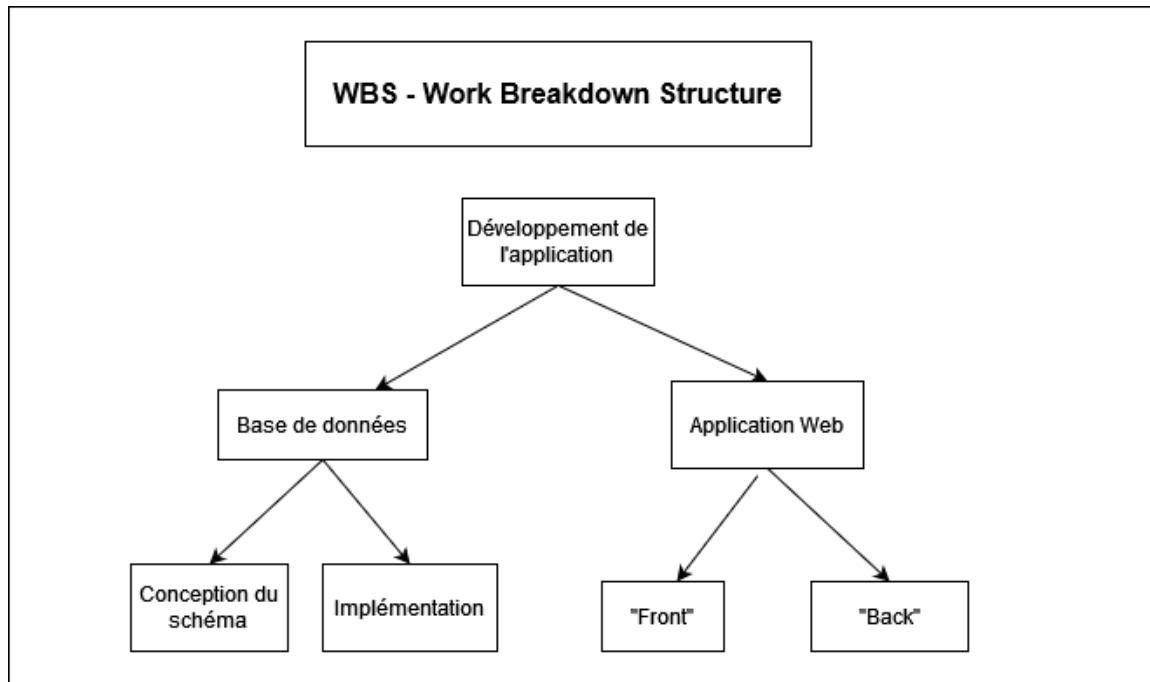 WBS - Work Breakdown Structure
Développement de
l'application
Base de données
Application Web
Conception du
schéma
Implémentation
"Front"
"Back"